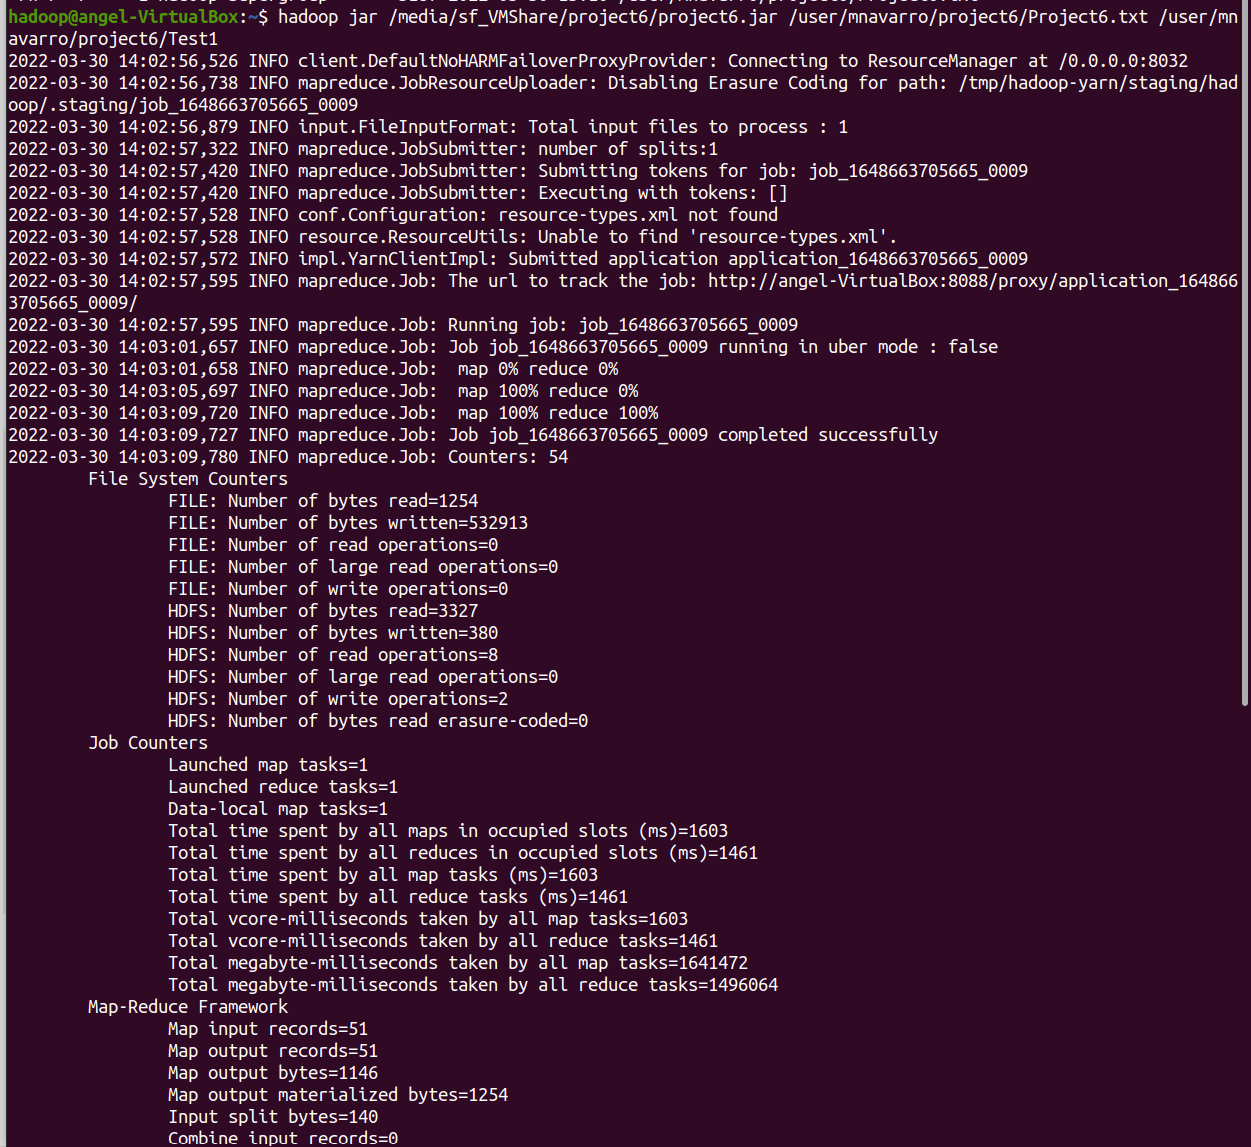 hadoop@angel-VirtualBox:~$ hadoop jar /media/sf_VMShare/project6/project6.jar /user/mnavarro/project6/Project6.txt /user/mn
avarro/project6/Test1
2022-03-30 14:02:56,526 INFO client.DefaultNoHARMFailoverProxyProvider: Connecting to ResourceManager at /0.0.0.0:8032
2022-03-30 14:02:56,738 INFO mapreduce.JobResourceUploader: Disabling Erasure Coding for path: /tmp/hadoop-yarn/staging/had
oop/.staging/job_1648663705665_0009
2022-03-30 14:02:56,879 INFO input.FileInputFormat: Total input files to process : 1
2022-03-30 14:02:57,322 INFO mapreduce.JobSubmitter: number of splits:1
2022-03-30 14:02:57,420 INFO mapreduce.JobSubmitter: Submitting tokens for job: job_1648663705665_0009
2022-03-30 14:02:57,420 INFO mapreduce.JobSubmitter: Executing with tokens: []
2022-03-30 14:02:57,528 INFO conf.Configuration: resource-types.xml not found
2022-03-30 14:02:57,528 INFO resource.ResourceUtils: Unable to find 'resource-types.xml'.
2022-03-30 14:02:57,572 INFO impl.YarnClientImpl: Submitted application application_1648663705665_0009
2022-03-30 14:02:57,595 INFO mapreduce.Job: The url to track the job: http://angel-VirtualBox:8088/proxy/application_164866
3705665_0009/
2022-03-30 14:02:57,595 INFO mapreduce.Job: Running job: job_1648663705665_0009
2022-03-30 14:03:01,657 INFO mapreduce.Job: Job job_1648663705665_0009 running in uber mode : false
2022-03-30 14:03:01,658 INFO mapreduce.Job:  map 0% reduce 0%
2022-03-30 14:03:05,697 INFO mapreduce.Job:  map 100% reduce 0%
2022-03-30 14:03:09,720 INFO mapreduce.Job:  map 100% reduce 100%
2022-03-30 14:03:09,727 INFO mapreduce.Job: Job job_1648663705665_0009 completed successfully
2022-03-30 14:03:09,780 INFO mapreduce.Job: Counters: 54
File System Counters
FILE: Number of bytes read=1254
FILE: Number of bytes written=532913
FILE: Number of read operations=0
FILE: Number of large read operations=0
FILE: Number of write operations=0
HDFS: Number of bytes read=3327
HDFS: Number of bytes written=380
HDFS: Number of read operations=8
HDFS: Number of large read operations=0
HDFS: Number of write operations=2
HDFS: Number of bytes read erasure-coded=0
Job Counters
Launched map tasks=1
Launched reduce tasks=1
Data-local map tasks=1
Total time spent by all maps in occupied slots (ms)=1603
Total time spent by all reduces in occupied slots (ms)=1461
Total time spent by all map tasks (ms)=1603
Total time spent by all reduce tasks (ms)=1461
Total vcore-milliseconds taken by all map tasks=1603
Total vcore-milliseconds taken by all reduce tasks=1461
Total megabyte-milliseconds taken by all map tasks=1641472
Total megabyte-milliseconds taken by all reduce tasks=1496064
Map-Reduce Framework
Map input records=51
Map output records=51
Map output bytes=1146
Map output materialized bytes=1254
Input split bytes=140
Combine input records=0